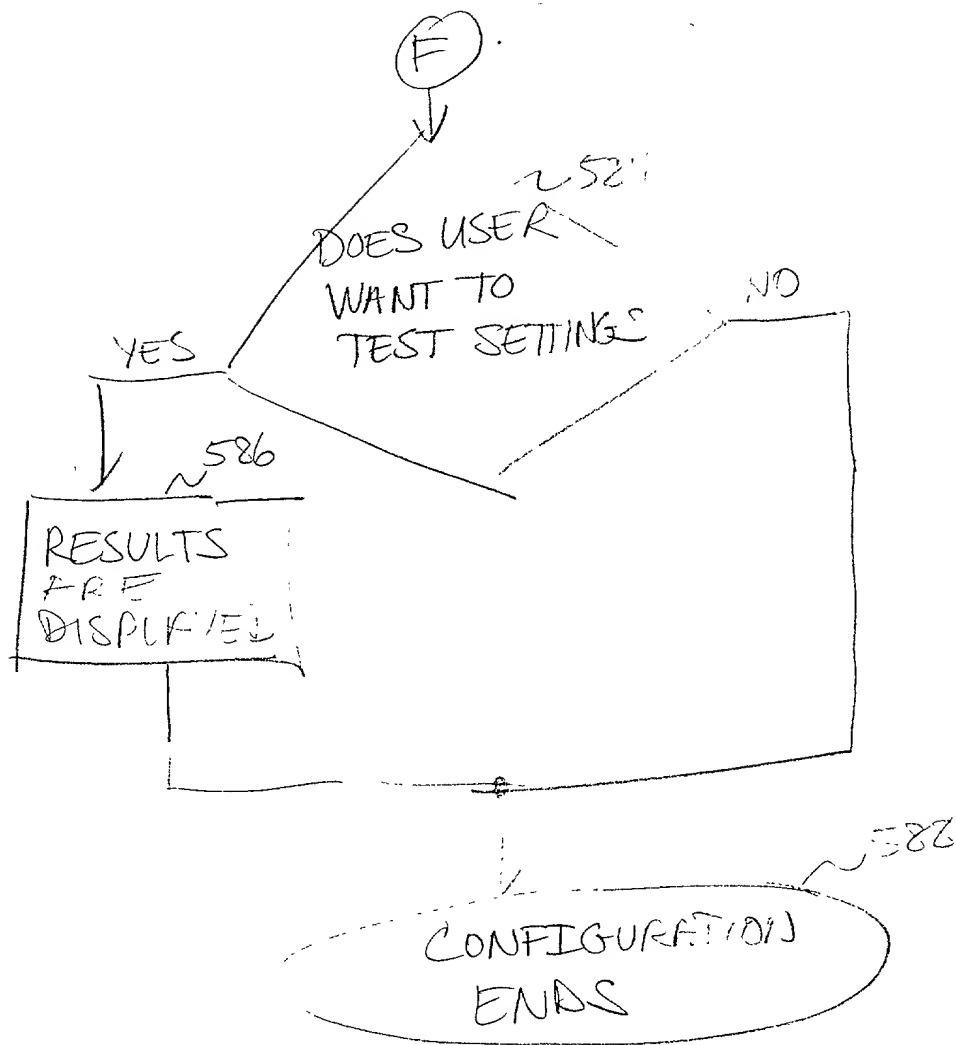 F
DOES USER
WANT TO
TEST SETTINGS
NO
YES
586
RESULTS
ARE
DISPLAYED
CONFIGURATION
ENDS